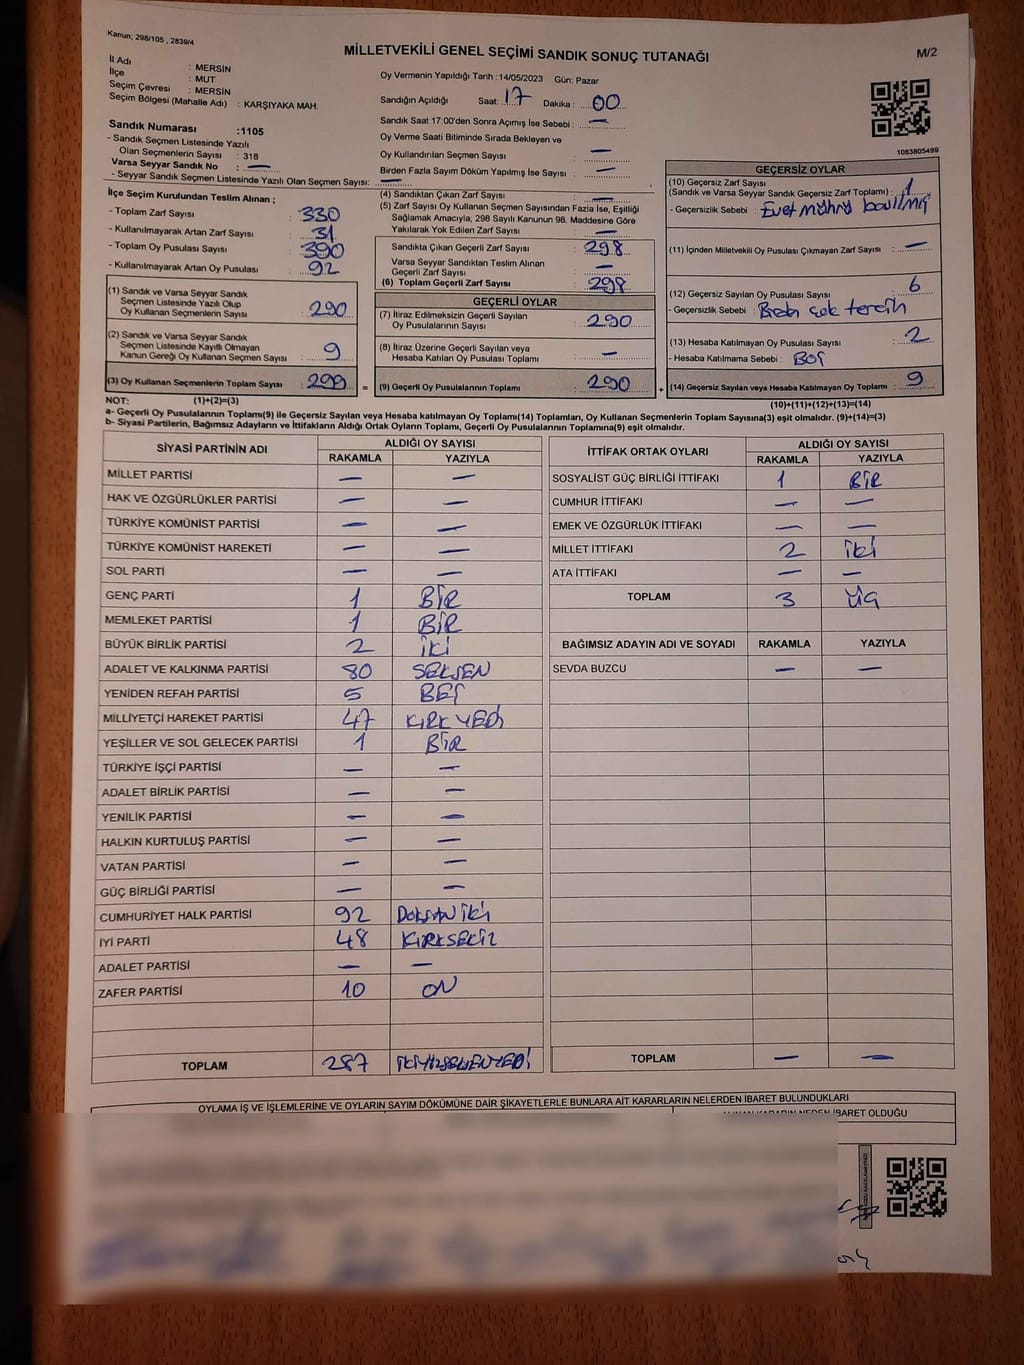 Kanun; 298/105 , 2839/4
MİLLETVEKİLİ GENEL SEÇİMİ SANDIK SONUÇ TUTANAĞI
M/2
İl Adı : MERSİN
İlçe : MUT
Seçim Çevresi : MERSİN
Seçim Bölgesi (Mahalle Adı) : KARŞIYAKA MAH.
Sandık Numarası :1105
- Sandık Seçmen Listesinde Yazılı
Olan Seçmenlerin Sayısı : 318
Varsa Seyyar Sandık No : —
- Seyyar Sandık Seçmen Listesinde Yazılı Olan Seçmen Sayısı: —
Oy Vermenin Yapıldığı Tarih :14/05/2023 Gün: Pazar
Sandığın Açıldığı Saat: 17 Dakika : 00
Sandık Saat 17:00'den Sonra Açımış İse Sebebi : —
Oy Verme Saati Bitiminde Sırada Bekleyen ve
Oy Kullandırılan Seçmen Sayısı : —
Birden Fazla Sayım Döküm Yapılmış İse Sayısı : —
1083805499
İlçe Seçim Kurulundan Teslim Alınan ;
- Toplam Zarf Sayısı : 330
- Kullanılmayarak Artan Zarf Sayısı : 31
- Toplam Oy Pusulası Sayısı : 390
- Kullanılmayarak Artan Oy Pusulası : 92
(1) Sandık ve Varsa Seyyar Sandık
Seçmen Listesinde Yazılı Olup
Oy Kullanan Seçmenlerin Sayısı : 290
(2) Sandık ve Varsa Seyyar Sandık
Seçmen Listesinde Kayıtlı Olmayan
Kanun Gereği Oy Kullanan Seçmen Sayısı : 9
(3) Oy Kullanan Seçmenlerin Toplam Sayısı : 299 =
(4) Sandıktan Çıkan Zarf Sayısı : —
(5) Zarf Sayısı Oy Kullanan Seçmen Sayısından Fazla İse, Eşitliği
Sağlamak Amacıyla; 298 Sayılı Kanunun 98. Maddesine Göre
Yakılarak Yok Edilen Zarf Sayısı : —
Sandıkta Çıkan Geçerli Zarf Sayısı : 298
Varsa Seyyar Sandıktan Teslim Alınan
Geçerli Zarf Sayısı : —
(6) Toplam Geçerli Zarf Sayısı : 298
GEÇERLİ OYLAR
(7) İtiraz Edilmeksizin Geçerli Sayılan
Oy Pusulalarının Sayısı : 290
(8) İtiraz Üzerine Geçerli Sayılan veya
Hesaba Katılan Oy Pusulası Toplamı : —
(9) Geçerli Oy Pusulalarının Toplamı : 290 +
GEÇERSİZ OYLAR
(10) Geçersiz Zarf Sayısı
(Sandık ve Varsa Seyyar Sandık Geçersiz Zarf Toplamı) : 1
- Geçersizlik Sebebi : Evet mührü
(11) İçinden Milletvekili Oy Pusulası Çıkmayan Zarf Sayısı : —
(12) Geçersiz Sayılan Oy Pusulası Sayısı : 6
- Geçersizlik Sebebi : Birden çok tercih
(13) Hesaba Katılmayan Oy Pusulası Sayısı : 2
- Hesaba Katılmama Sebebi : BOŞ
(14) Geçersiz Sayılan veya Hesaba Katılmayan Oy Toplamı : 9
NOT: (1)+(2)=(3)
(10)+(11)+(12)+(13)=(14)
a- Geçerli Oy Pusulalarının Toplamı(9) ile Geçersiz Sayılan veya Hesaba katılmayan Oy Toplamı(14) Toplamları, Oy Kullanan Seçmenlerin Toplam Sayısına(3) eşit olmalıdır. (9)+(14)=(3)
b- Siyasi Partilerin, Bağımsız Adayların ve İttifakların Aldığı Ortak Oyların Toplamı, Geçerli Oy Pusulalarının Toplamına(9) eşit olmalıdır.
SİYASİ PARTİNİN ADI ALDIĞI OY SAYISI
RAKAMLA YAZIYLA
MİLLET PARTİSİ — —
HAK VE ÖZGÜRLÜKLER PARTİSİ — —
TÜRKİYE KOMÜNİST PARTİSİ — —
TÜRKİYE KOMÜNİST HAREKETİ — —
SOL PARTİ — —
GENÇ PARTİ 1 BİR
MEMLEKET PARTİSİ 1 BİR
BÜYÜK BİRLİK PARTİSİ 2 İKİ
ADALET VE KALKINMA PARTİSİ 80 SEKSEN
YENİDEN REFAH PARTİSİ 5 BEŞ
MİLLİYETÇİ HAREKET PARTİSİ 47 KIRK YEDİ
YEŞİLLER VE SOL GELECEK PARTİSİ 1 BİR
TÜRKİYE İŞÇİ PARTİSİ — —
ADALET BİRLİK PARTİSİ — —
YENİLİK PARTİSİ — —
HALKIN KURTULUŞ PARTİSİ — —
VATAN PARTİSİ — —
GÜÇ BİRLİĞİ PARTİSİ — —
CUMHURİYET HALK PARTİSİ 92 DOKSAN İKİ
İYİ PARTİ 48 KIRKSEKİZ
ADALET PARTİSİ — —
ZAFER PARTİSİ 10 ON
TOPLAM 287 İKİYÜZSEKSENYEDİ
İTTİFAK ORTAK OYLARI ALDIĞI OY SAYISI
RAKAMLA YAZIYLA
SOSYALİST GÜÇ BİRLİĞİ İTTİFAKI 1 BİR
CUMHUR İTTİFAKI — —
EMEK VE ÖZGÜRLÜK İTTİFAKI — —
MİLLET İTTİFAKI 2 İKİ
ATA İTTİFAKI — —
TOPLAM 3 ÜÇ
BAĞIMSIZ ADAYIN ADI VE SOYADI RAKAMLA YAZIYLA
SEVDA BUZCU — —
TOPLAM — —
OYLAMA İŞ VE İŞLEMLERİNE VE OYLARIN SAYIM DÖKÜMÜNE DAİR ŞİKAYETLERLE BUNLARA AİT KARARLARIN NELERDEN İBARET BULUNDUKLARI
NEDEN İBARET OLDUĞU